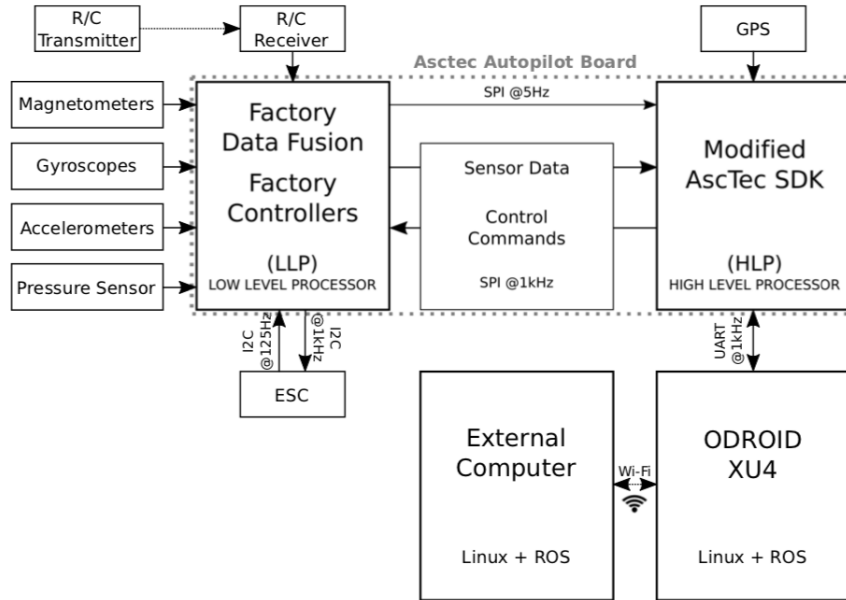 R/C
Transmitter
R/C
Receiver
GPS
Asctec Autopilot Board
Magnetometers
Gyroscopes
Accelerometers
Pressure Sensor
Factory
Data Fusion
Factory
Controllers
(LLP)
LOW LEVEL PROCESSOR
SPI @5Hz
Sensor Data
Control
Commands
SPI @1kHz
Modified
AscTec SDK
(HLP)
HIGH LEVEL PROCESSOR
I2C
@125Hz
I2C
@1kHz
UART
@1kHz
ESC
External
Computer
Linux + ROS
Wi-Fi
ODROID
XU4
Linux + ROS